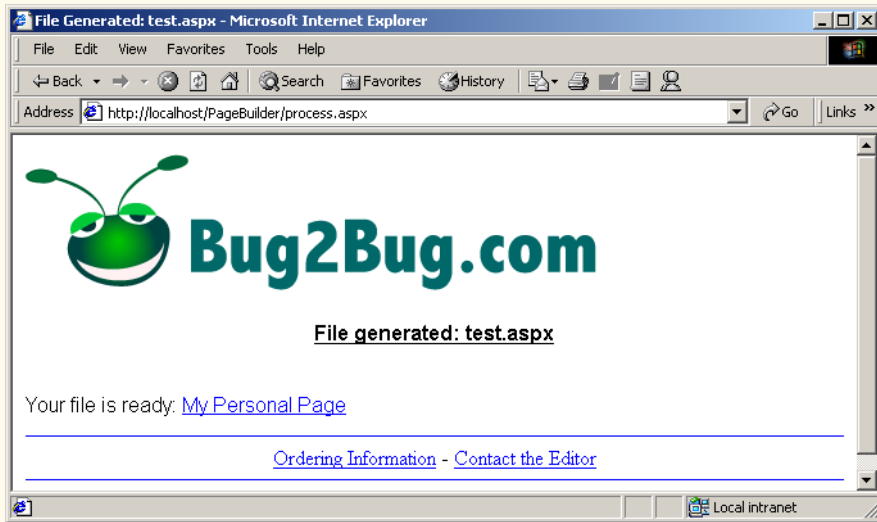 File Generated: test.aspx - Microsoft Internet Explorer
File Edit View Favorites Tools Help
Back Search Favorites History
Address http://localhost/PageBuilder/process.aspx Go Links »
Bug2Bug.com
File generated: test.aspx
Your file is ready: My Personal Page
Ordering Information - Contact the Editor
Local intranet